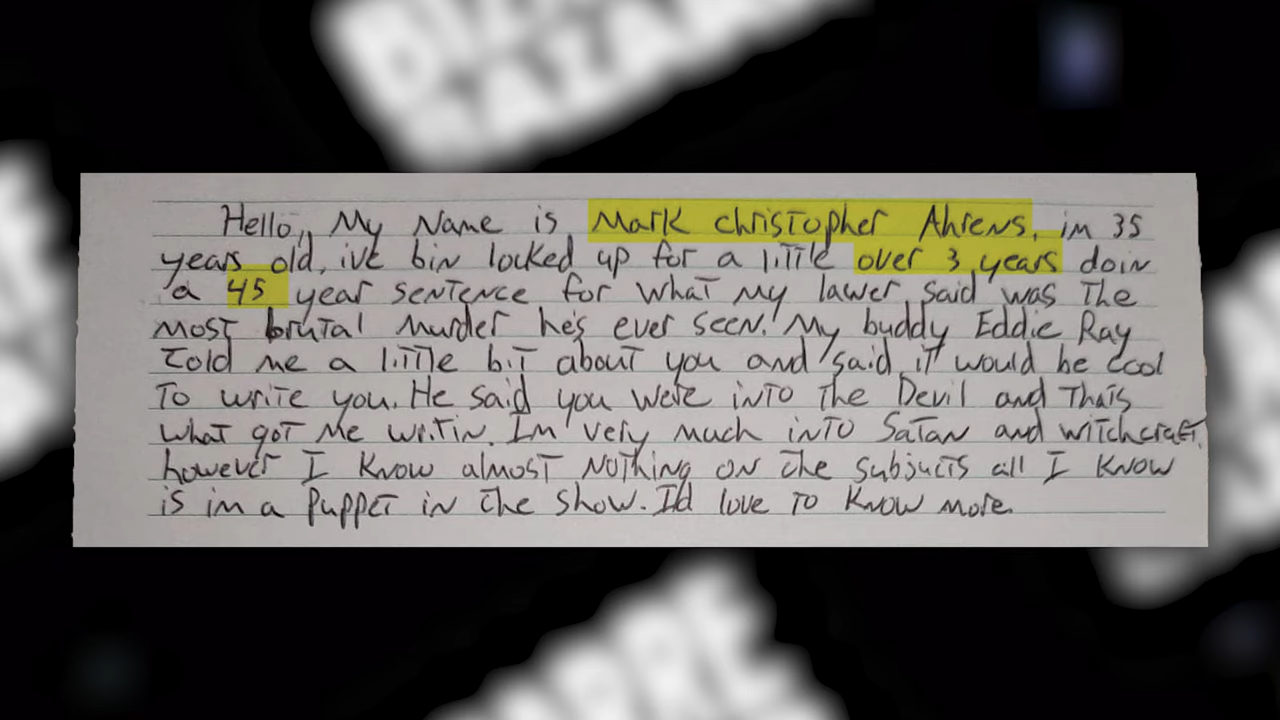 Hello, My Name is Mark christopher Ahrens, im 35
years old, ive bin locked up for a little over 3 years doin
a 45 year sentence for what my lawer said was the
most brutal murder he's ever seen. My buddy Eddie Ray
told me a little bit about you and said it would be cool
to write you. He said you were into the Devil and thats
what got me writin. Im very much into Satan and witchcraft,
however I know almost nothing on the subjucts all I know
is im a puppet in the show. I'd love to know more.